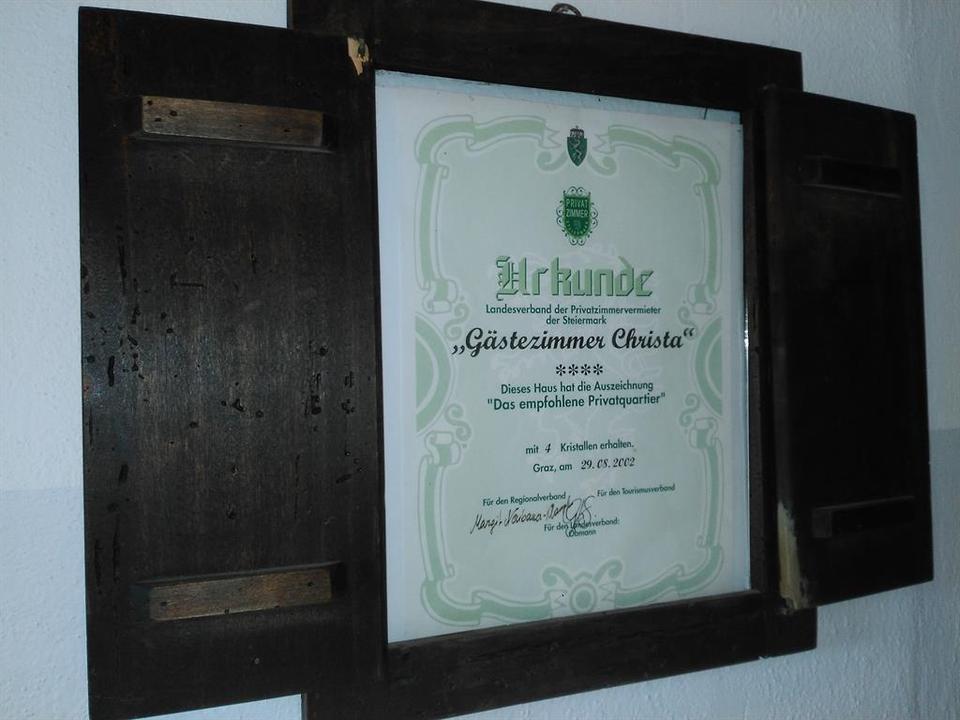 PRIVAT
ZIMMER
Urkunde
Landesverband der Privatzimmervermieter
der Steiermark
„Gästezimmer Christa“
****
Dieses Haus hat die Auszeichnung
"Das empfohlene Privatquartier"
mit 4 Kristallen erhalten.
Graz, am 29.08.2002
Für den Regionalverband Für den Tourismusverband
Margit
Für den Landesverband:
Obmann